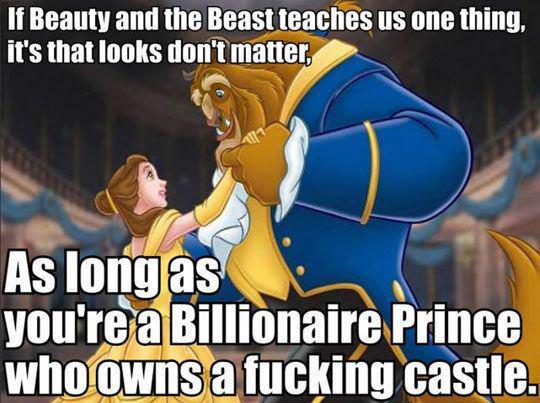 If Beauty and the Beast teaches us one thing,
it's that looks don't matter,
As long as
you're a Billionaire Prince
who owns a fucking castle.